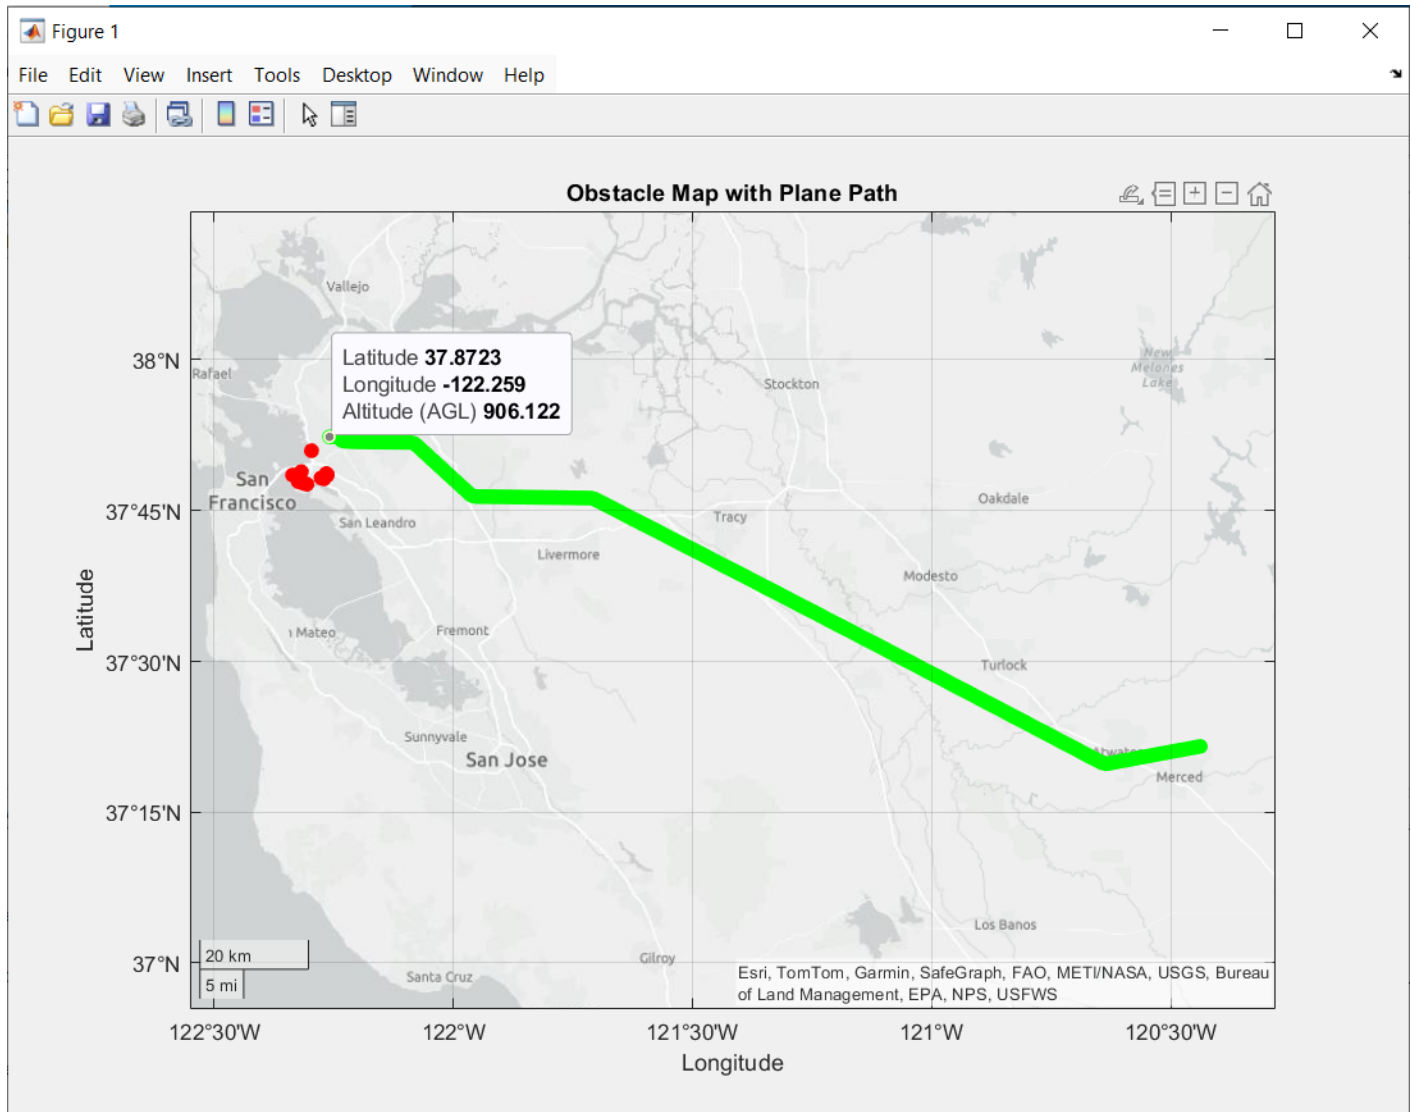 Figure 1
File Edit View Insert Tools Desktop Window Help
Obstacle Map with Plane Path
Vallejo
Latitude 37.8723
Longitude -122.259
Altitude (AGL) 906.122
38°N
Rafael
New
Melones
Lake
Stockton
San
Francisco
Oakdale
37°45'N
San Leandro
Tracy
Livermore
Modesto
Latitude
Mateo
Fremont
37°30'N
Turlock
Sunnyvale
San Jose
Atwater
Merced
37°15'N
Los Banos
20 km
Gilroy
37°N
Santa Cruz
5 mi
Esri, TomTom, Garmin, SafeGraph, FAO, METI/NASA, USGS, Bureau
of Land Management, EPA, NPS, USFWS
122°30'W 122°W 121°30'W 121°W 120°30'W
Longitude